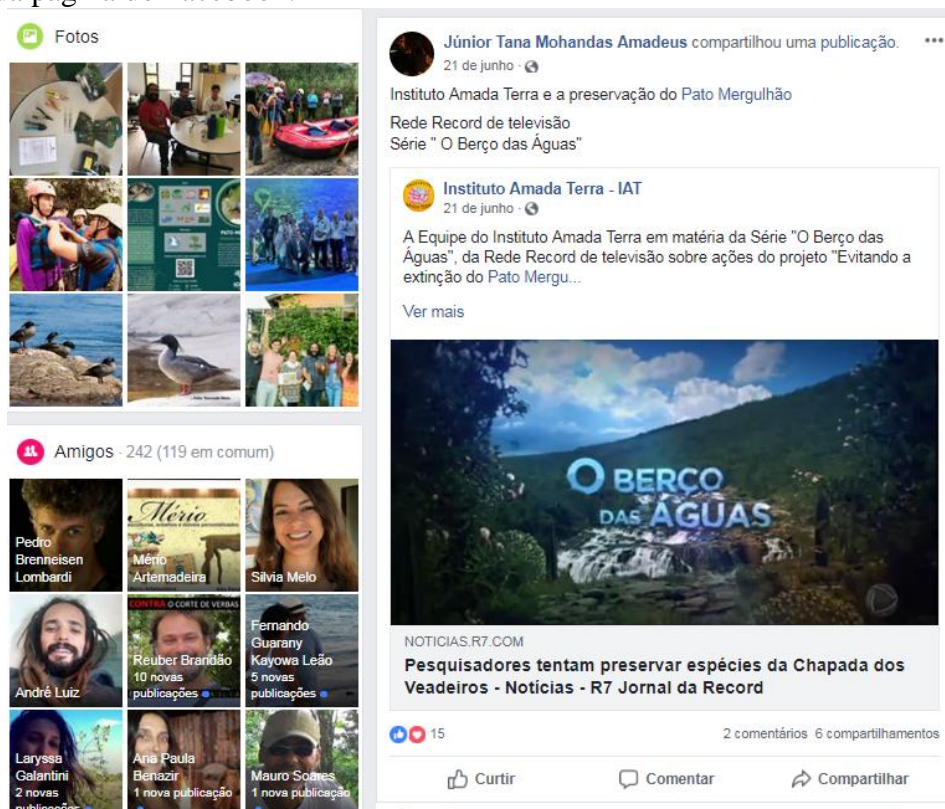 Fotos
Amigos · 242 (119 em comum)
Pedro
Brenneisen
Lombardi
Mério
Mério
Artemadeira
Silvia Melo
André Luiz
CONTRA O CORTE DE VERBAS
Reuber Brandão
10 novas
publicações
Fernando
Guarany
Kayowa Leão
5 novas
publicações
Laryssa
Galantini
2 novas
publicações
Ana Paula
Benazir
1 nova publicação
Mauro Soares
1 nova publicação
Júnior Tana Mohandas Amadeus compartilhou uma publicação.
21 de junho ·
Instituto Amada Terra e a preservação do Pato Mergulhão
Rede Record de televisão
Série " O Berço das Águas"
Instituto Amada Terra - IAT
21 de junho ·
A Equipe do Instituto Amada Terra em matéria da Série "O Berço das
Águas", da Rede Record de televisão sobre ações do projeto "Evitando a
extinção do Pato Mergu...
Ver mais
O BERÇO
DAS ÁGUAS
NOTICIAS.R7.COM
Pesquisadores tentam preservar espécies da Chapada dos
Veadeiros - Notícias - R7 Jornal da Record
15
2 comentários 6 compartilhamentos
Curtir
Comentar
Compartilhar